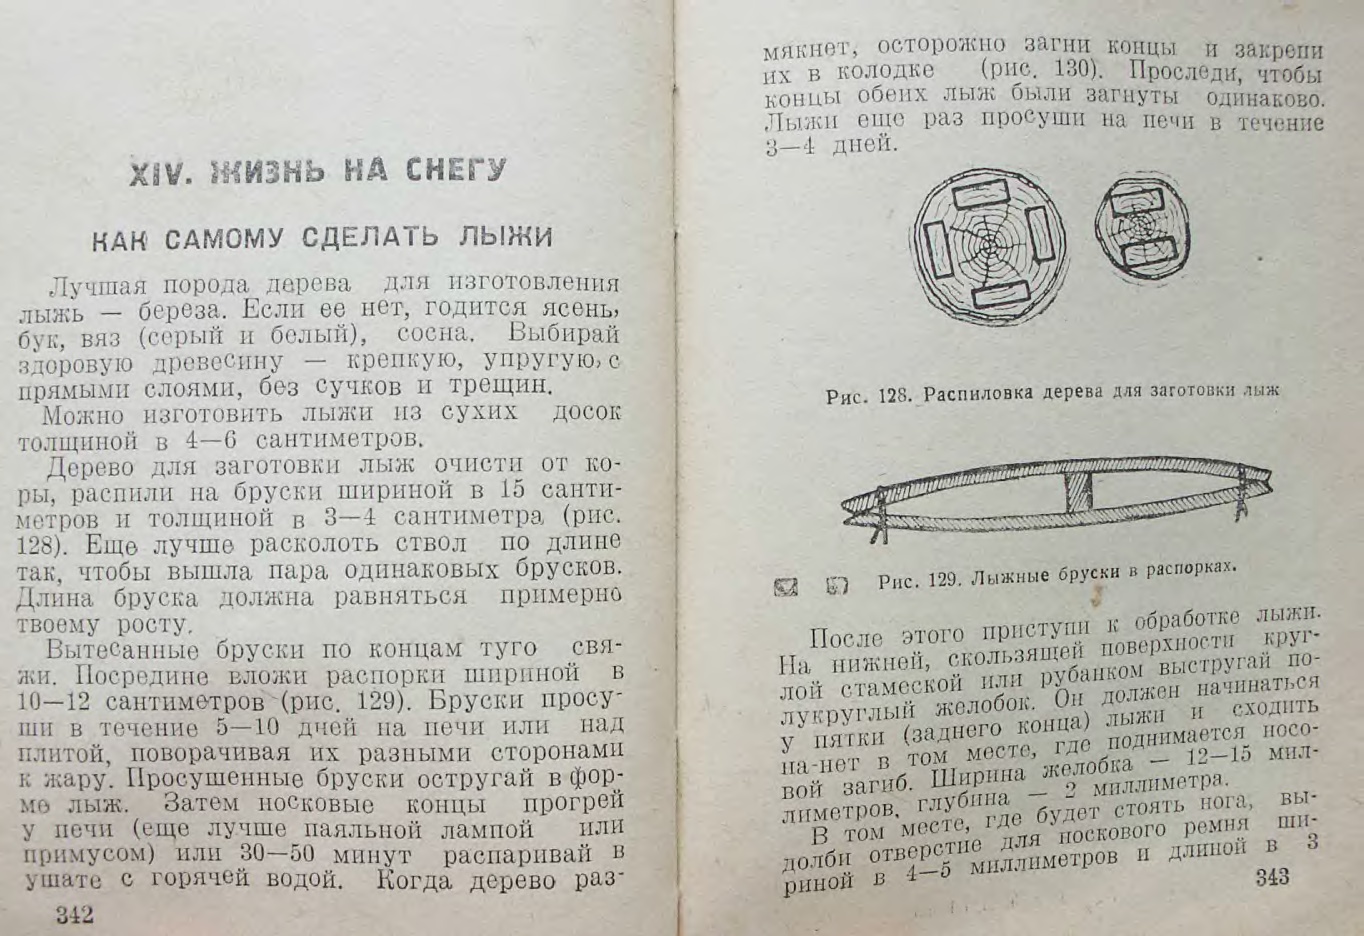 XIV. ЖИЗНЬ НА СНЕГУ
КАК САМОМУ СДЕЛАТЬ ЛЫЖИ
Лучшая порода дерева для изготовления
лыжь — береза. Если ее нет, годится ясень,
бук, вяз (серый и белый), сосна. Выбирай
здоровую древесину — крепкую, упругую, с
прямыми слоями, без сучков и трещин.
Можно изготовить лыжи из сухих досок
толщиной в 4—6 сантиметров.
Дерево для заготовки лыж очисти от ко-
ры, распили на бруски шириной в 15 санти-
метров и толщиной в 3—4 сантиметра (рис.
128). Еще лучше расколоть ствол по длине
так, чтобы вышла пара одинаковых брусков.
Длина бруска должна равняться примерно
твоему росту.
Вытесанные бруски по концам туго свя-
жи. Посредине вложи распорки шириной в
10—12 сантиметров (рис. 129). Бруски просу-
ши в течение 5—10 дней на печи или над
плитой, поворачивая их разными сторонами
к жару. Просушенные бруски остругай в фор-
ме лыж. Затем носковые концы прогрей
у печи (еще лучше паяльной лампой или
примусом) или 30—50 минут распаривай в
ушате с горячей водой. Когда дерево раз-
342
мякнет, осторожно загни концы и закрепи
их в колодке (рис. 130). Проследи, чтобы
концы обеих лыж были загнуты одинаково.
Лыжи еще раз просуши на печи в течение
3—4 дней.
Рис. 128. Распиловка дерева для заготовки лыж
Рис. 129. Лыжные бруски в распорках.
После этого приступи к обработке лыжи.
На нижней, скользящей поверхности круг-
лой стамеской или рубанком выстругай по-
лукруглый желобок. Он должен начинаться
у пятки (заднего конца) лыжи и сходить
на-нет в том месте, где поднимается носо-
вой загиб. Ширина желобка — 12—15 мил-
лиметров, глубина — 2 миллиметра.
В том месте, где будет стоять нога, вы-
долби отверстие для носкового ремня ши-
риной в 4—5 миллиметров и длиной в 3
343